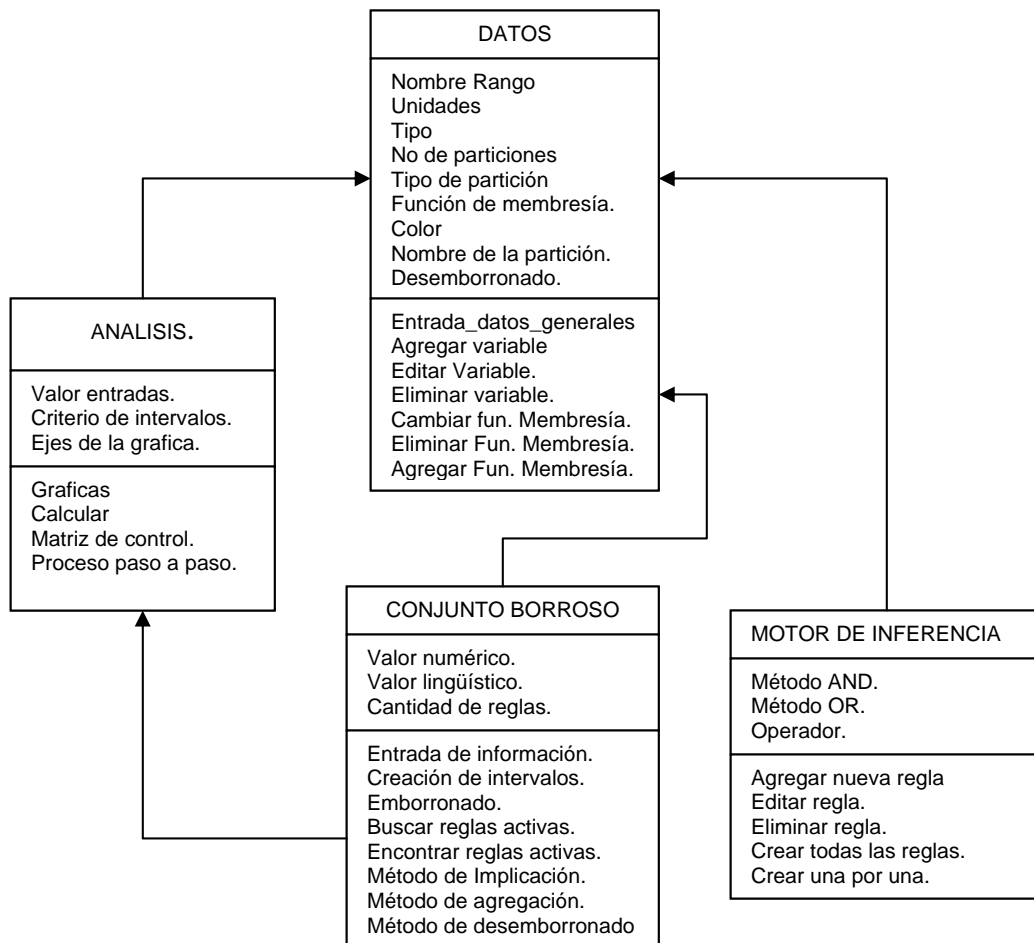 DATOS
Nombre Rango
Unidades
Tipo
No de particiones
Tipo de partición
Función de membresía.
Color
Nombre de la partición.
Desemborronado.
Entrada_datos_generales
Agregar variable
Editar Variable.
Eliminar variable.
Cambiar fun. Membresía.
Eliminar Fun. Membresía.
Agregar Fun. Membresía.
ANALISIS.
Valor entradas.
Criterio de intervalos.
Ejes de la grafica.
Graficas
Calcular
Matriz de control.
Proceso paso a paso.
CONJUNTO BORROSO
Valor numérico.
Valor lingüístico.
Cantidad de reglas.
Entrada de información.
Creación de intervalos.
Emborronado.
Buscar reglas activas.
Encontrar reglas activas.
Método de Implicación.
Método de agregación.
Método de desemborronado
MOTOR DE INFERENCIA
Método AND.
Método OR.
Operador.
Agregar nueva regla
Editar regla.
Eliminar regla.
Crear todas las reglas.
Crear una por una.